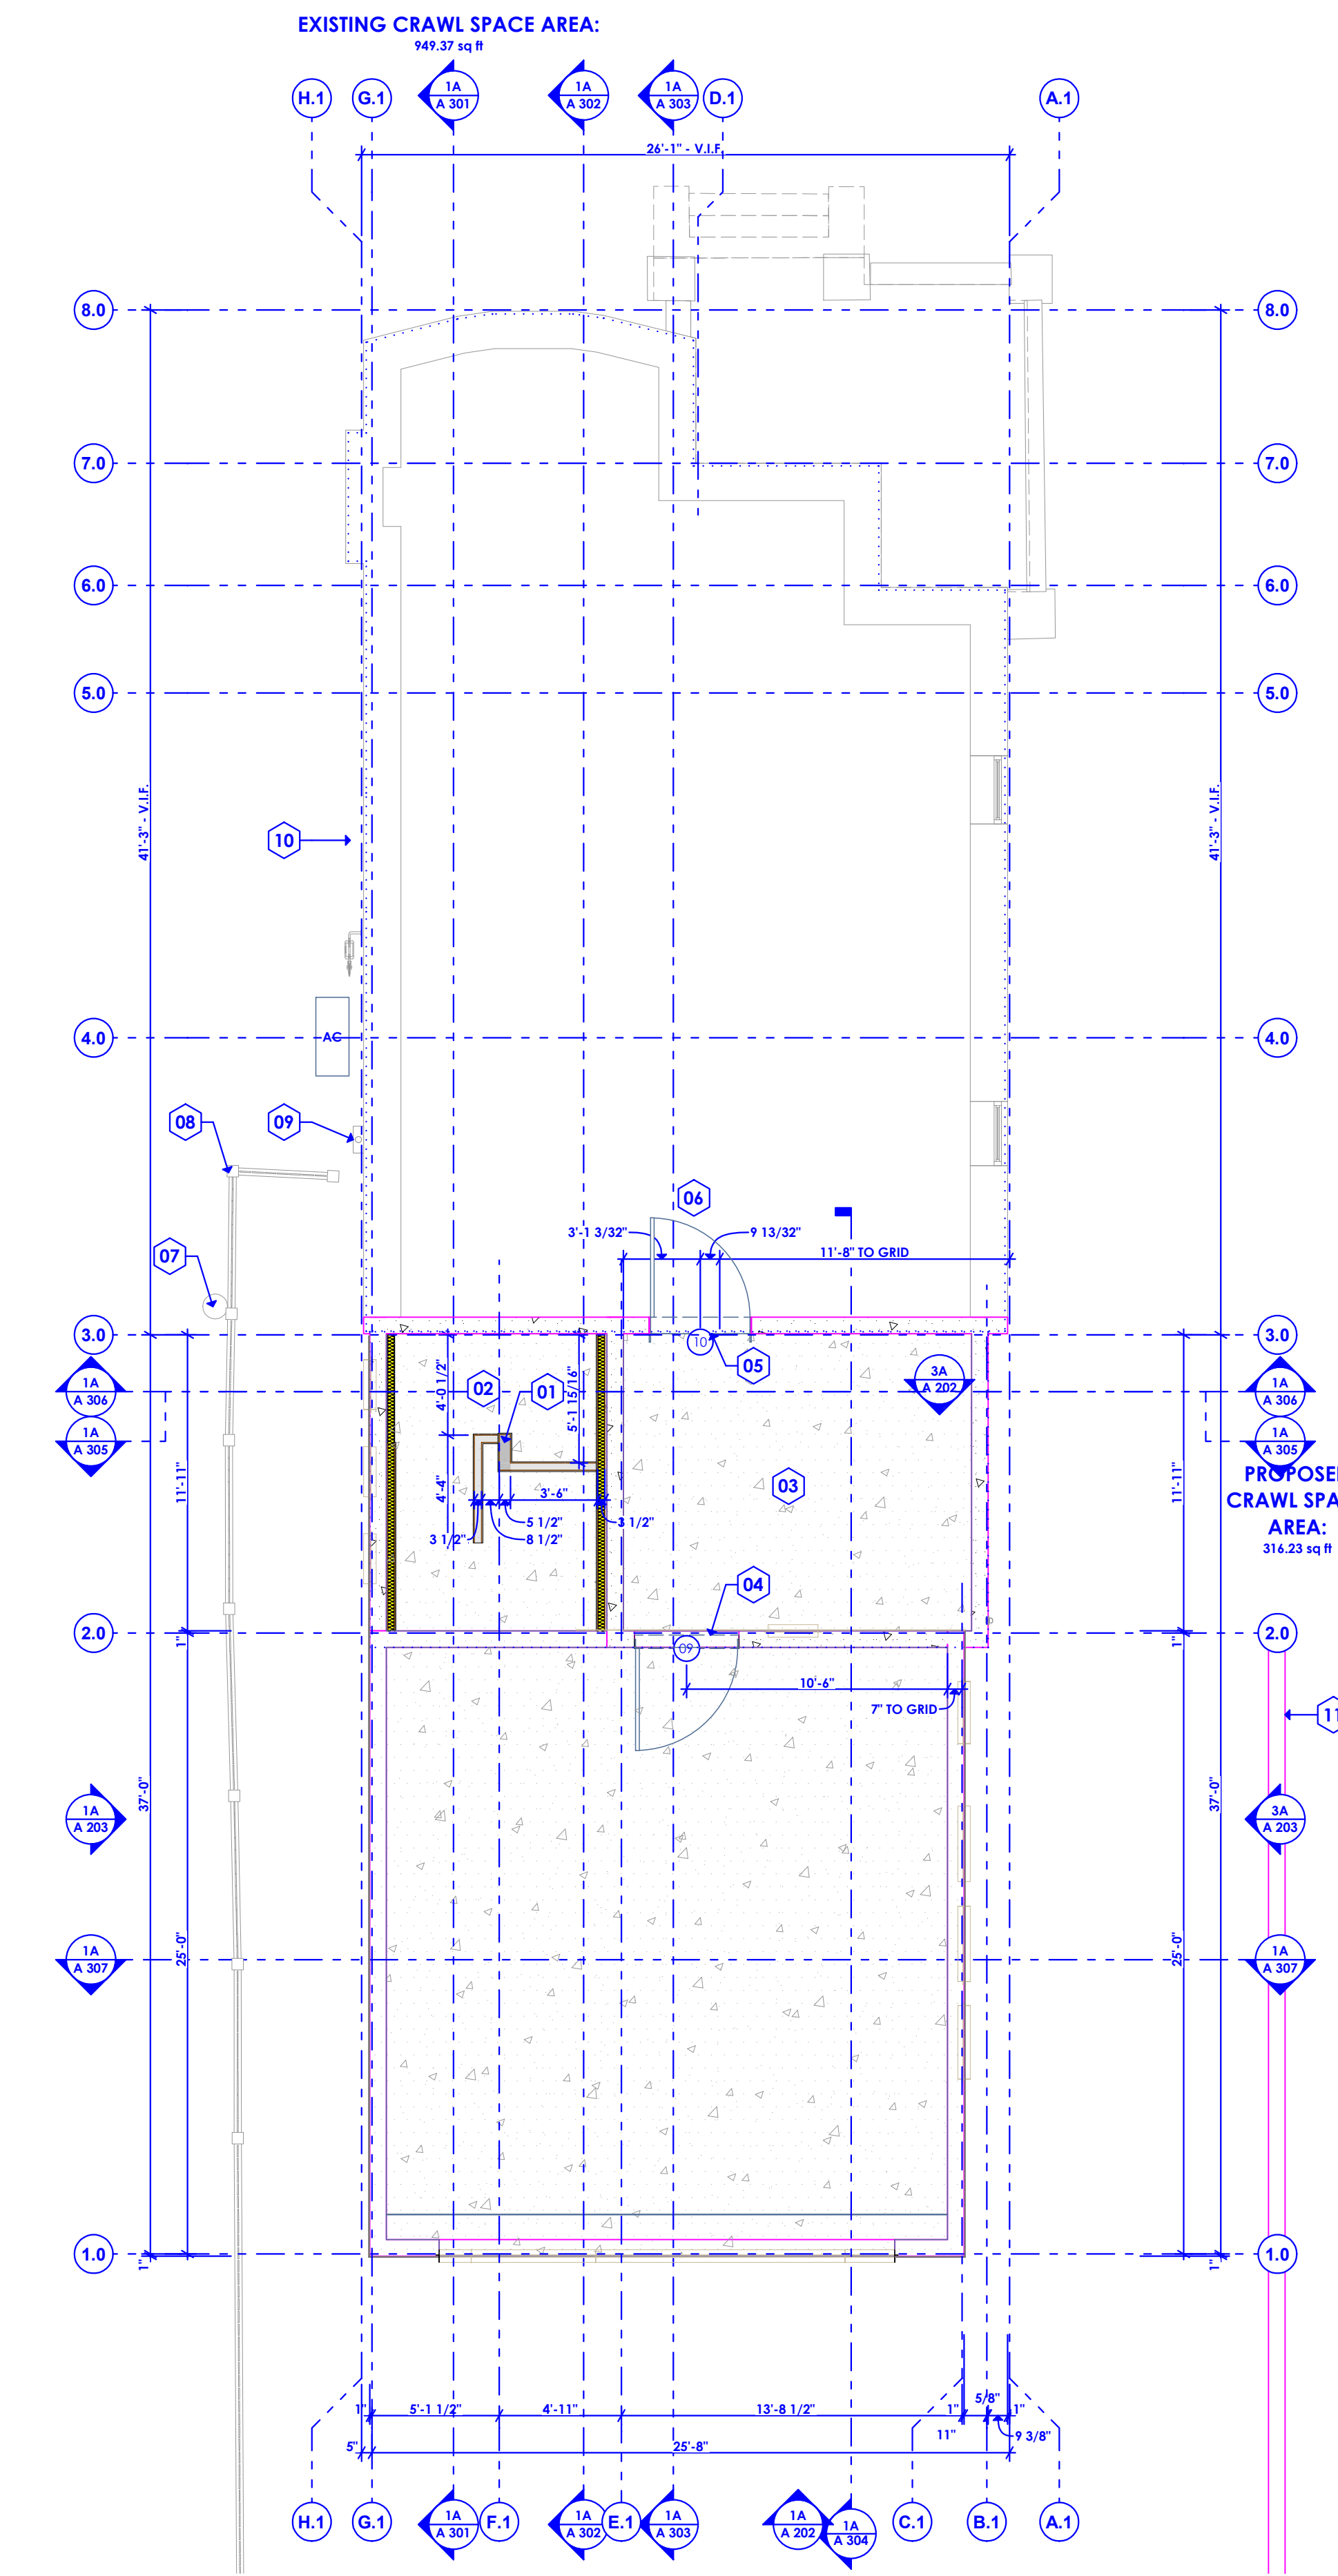 EXISTING CRAWL SPACE AREA:
949.37 sq ft
H.1
G.1
1A
A 301
1A
A 302
1A
A 303
D.1
A.1
26'-1" - V.I.F.
8.0
8.0
7.0
7.0
6.0
6.0
5.0
5.0
41'-3" - V.I.F.
41'-3" - V.I.F.
10
4.0
AC
4.0
08
09
06
07
3'-1 3/32"
9 13/32"
11'-8" TO GRID
3.0
10
3.0
05
1A
A 306
4'-0 1/2"
02
01
5'-1 15/16"
3A
A 202
1A
A 306
1A
A 305
1A
A 305
11'-11"
4'-4"
3'-6"
03
11'-11"
PROPOSE
CRAWL SPA
AREA:
316.23 sq ft
3 1/2"
5 1/2"
8 1/2"
3 1/2"
04
2.0
1"
09
1"
2.0
10'-6"
7" TO GRID
11
37'-0"
37'-0"
1A
A 203
3A
A 203
25'-0"
25'-0"
1A
A 307
1A
A 307
1.0
1"
1"
1.0
1"
5'-1 1/2"
4'-11"
13'-8 1/2"
1"
5/8"
1"
11"
9 3/8"
5"
25'-8"
H.1
G.1
1A
A 301
F.1
1A
A 302
E.1
1A
A 303
1A
A 202
1A
A 304
C.1
B.1
A.1